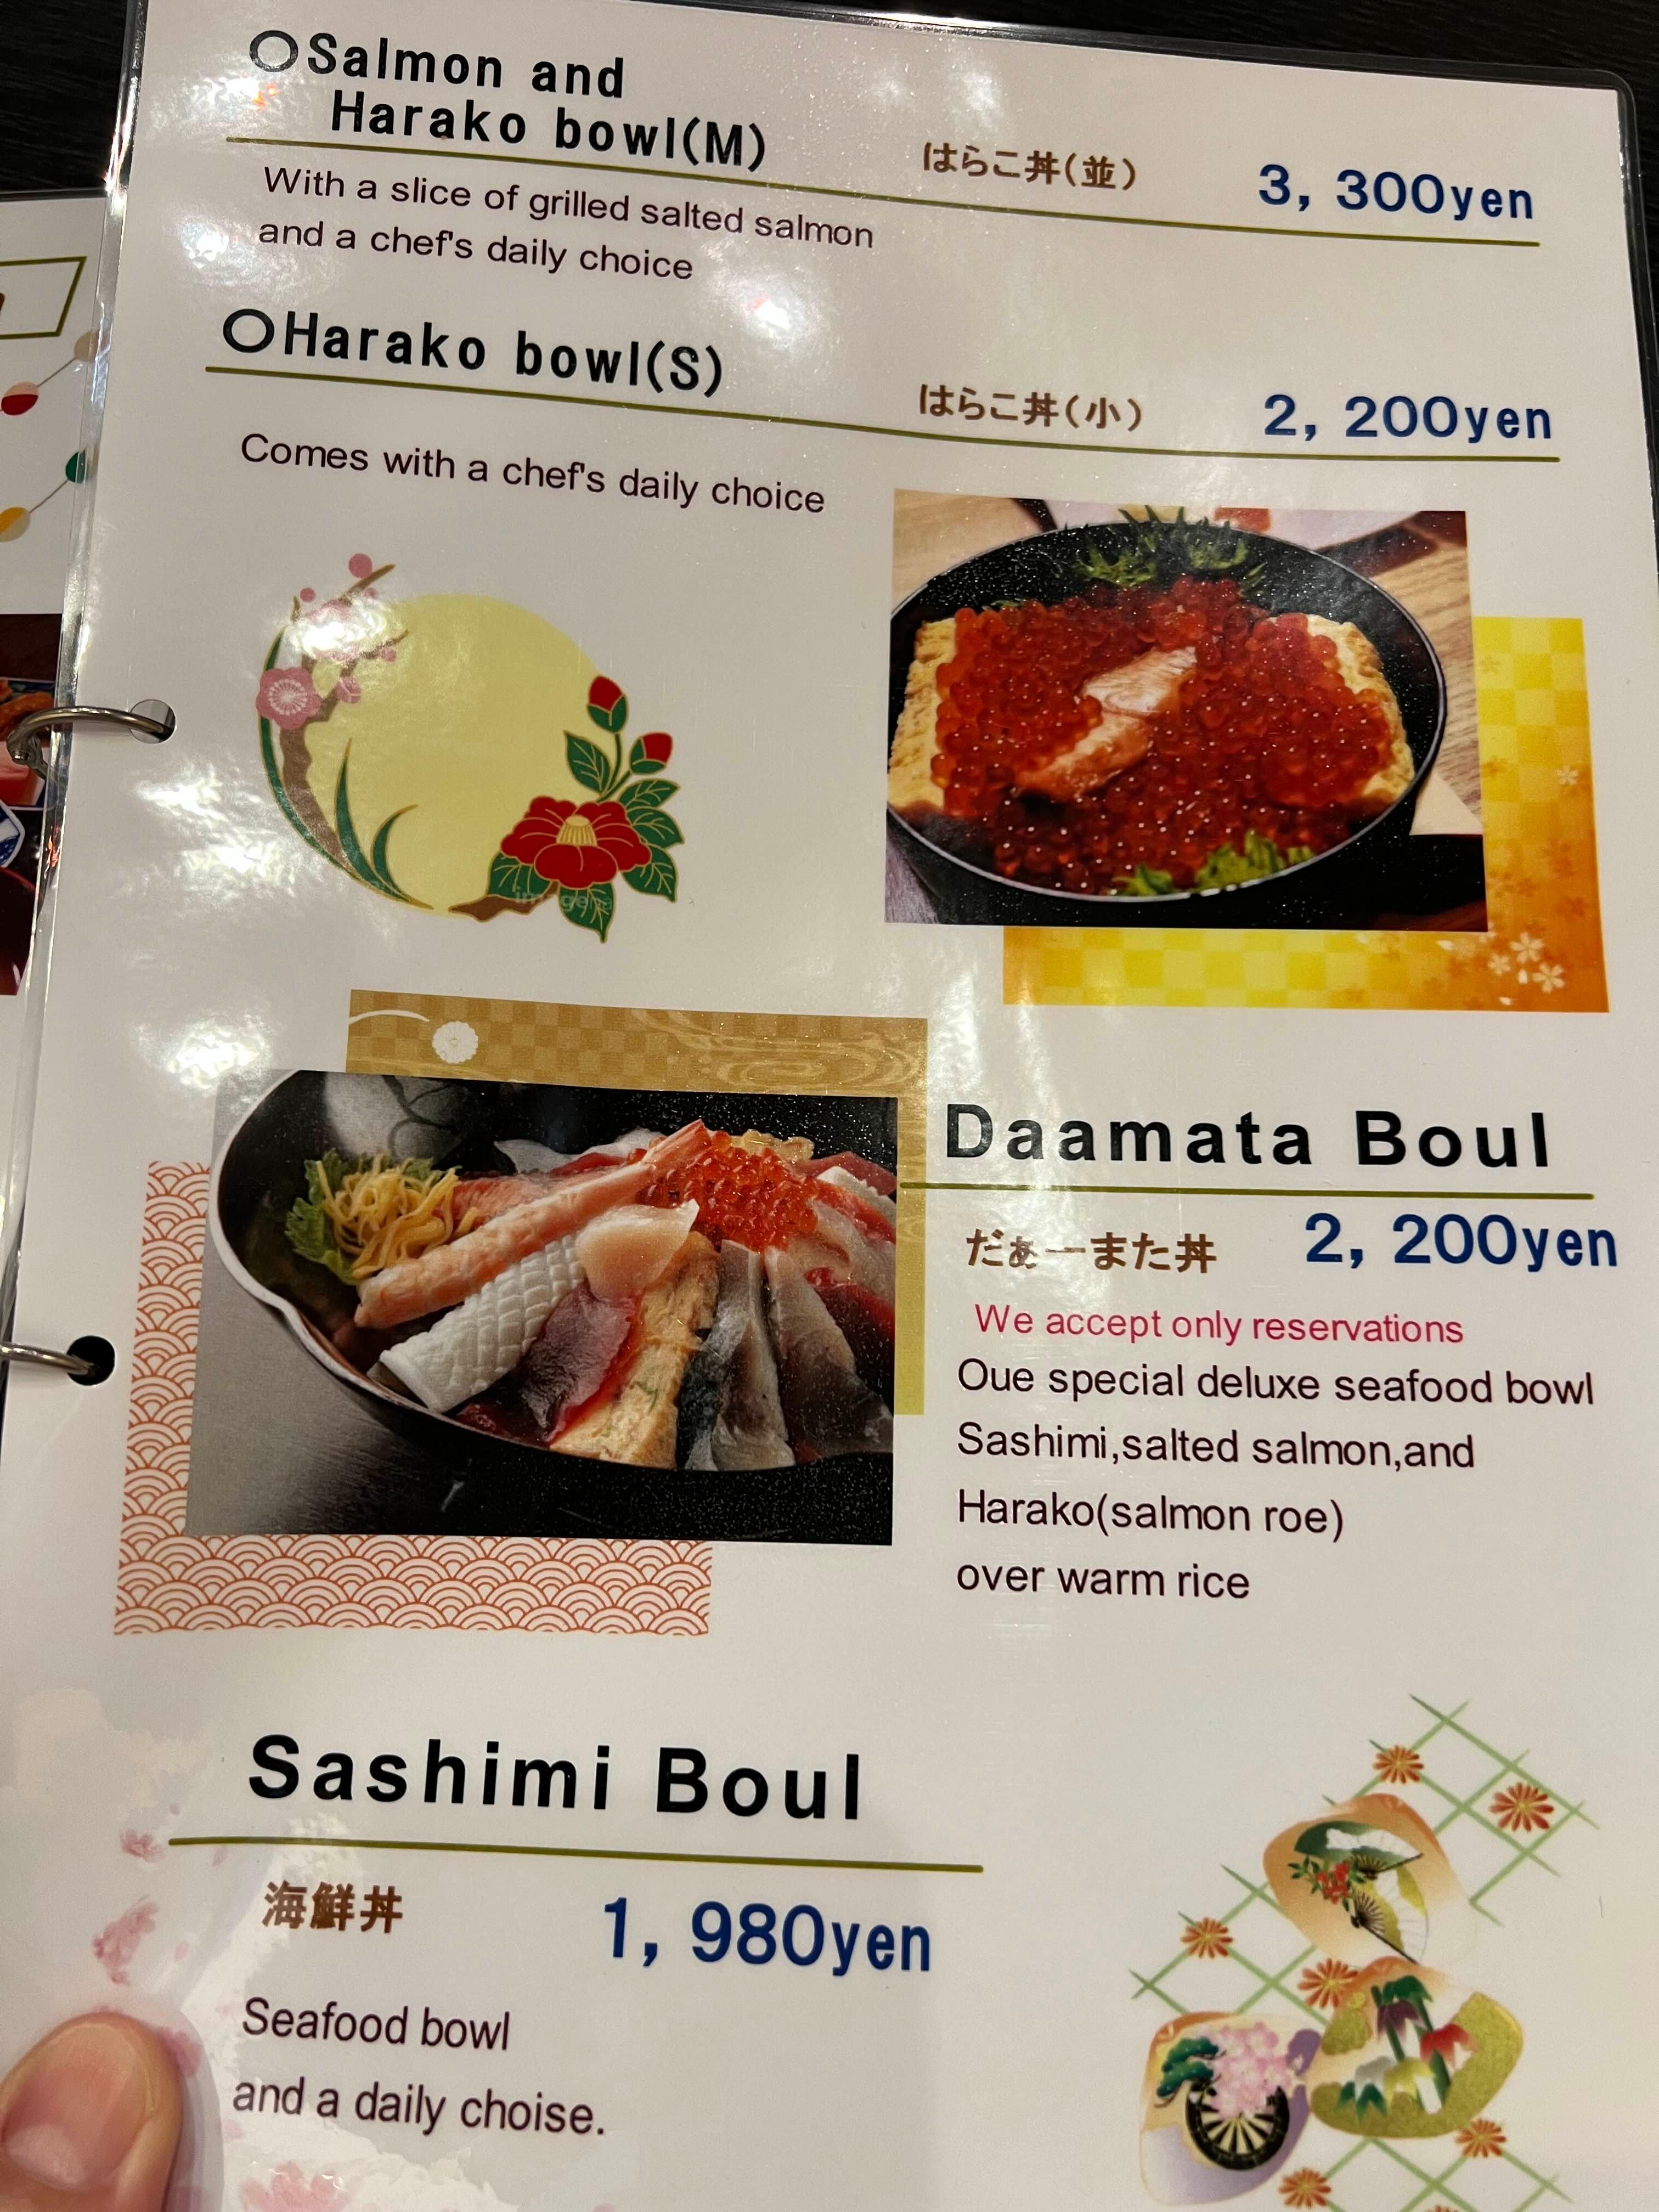 ○Salmon and
Harako bowl(M)
はらこ丼(並)
3, 300yen
With a slice of grilled salted salmon
and a chef's daily choice
○Harako bowl(S)
はらこ丼(小)
2, 200yen
Comes with a chef's daily choice
Daamata Boul
だぁーまた丼
2, 200yen
We accept only reservations
Oue special deluxe seafood bowl
Sashimi,salted salmon,and
Harako(salmon roe)
over warm rice
Sashimi Boul
海鮮丼
1, 980yen
Seafood bowl
and a daily choise.